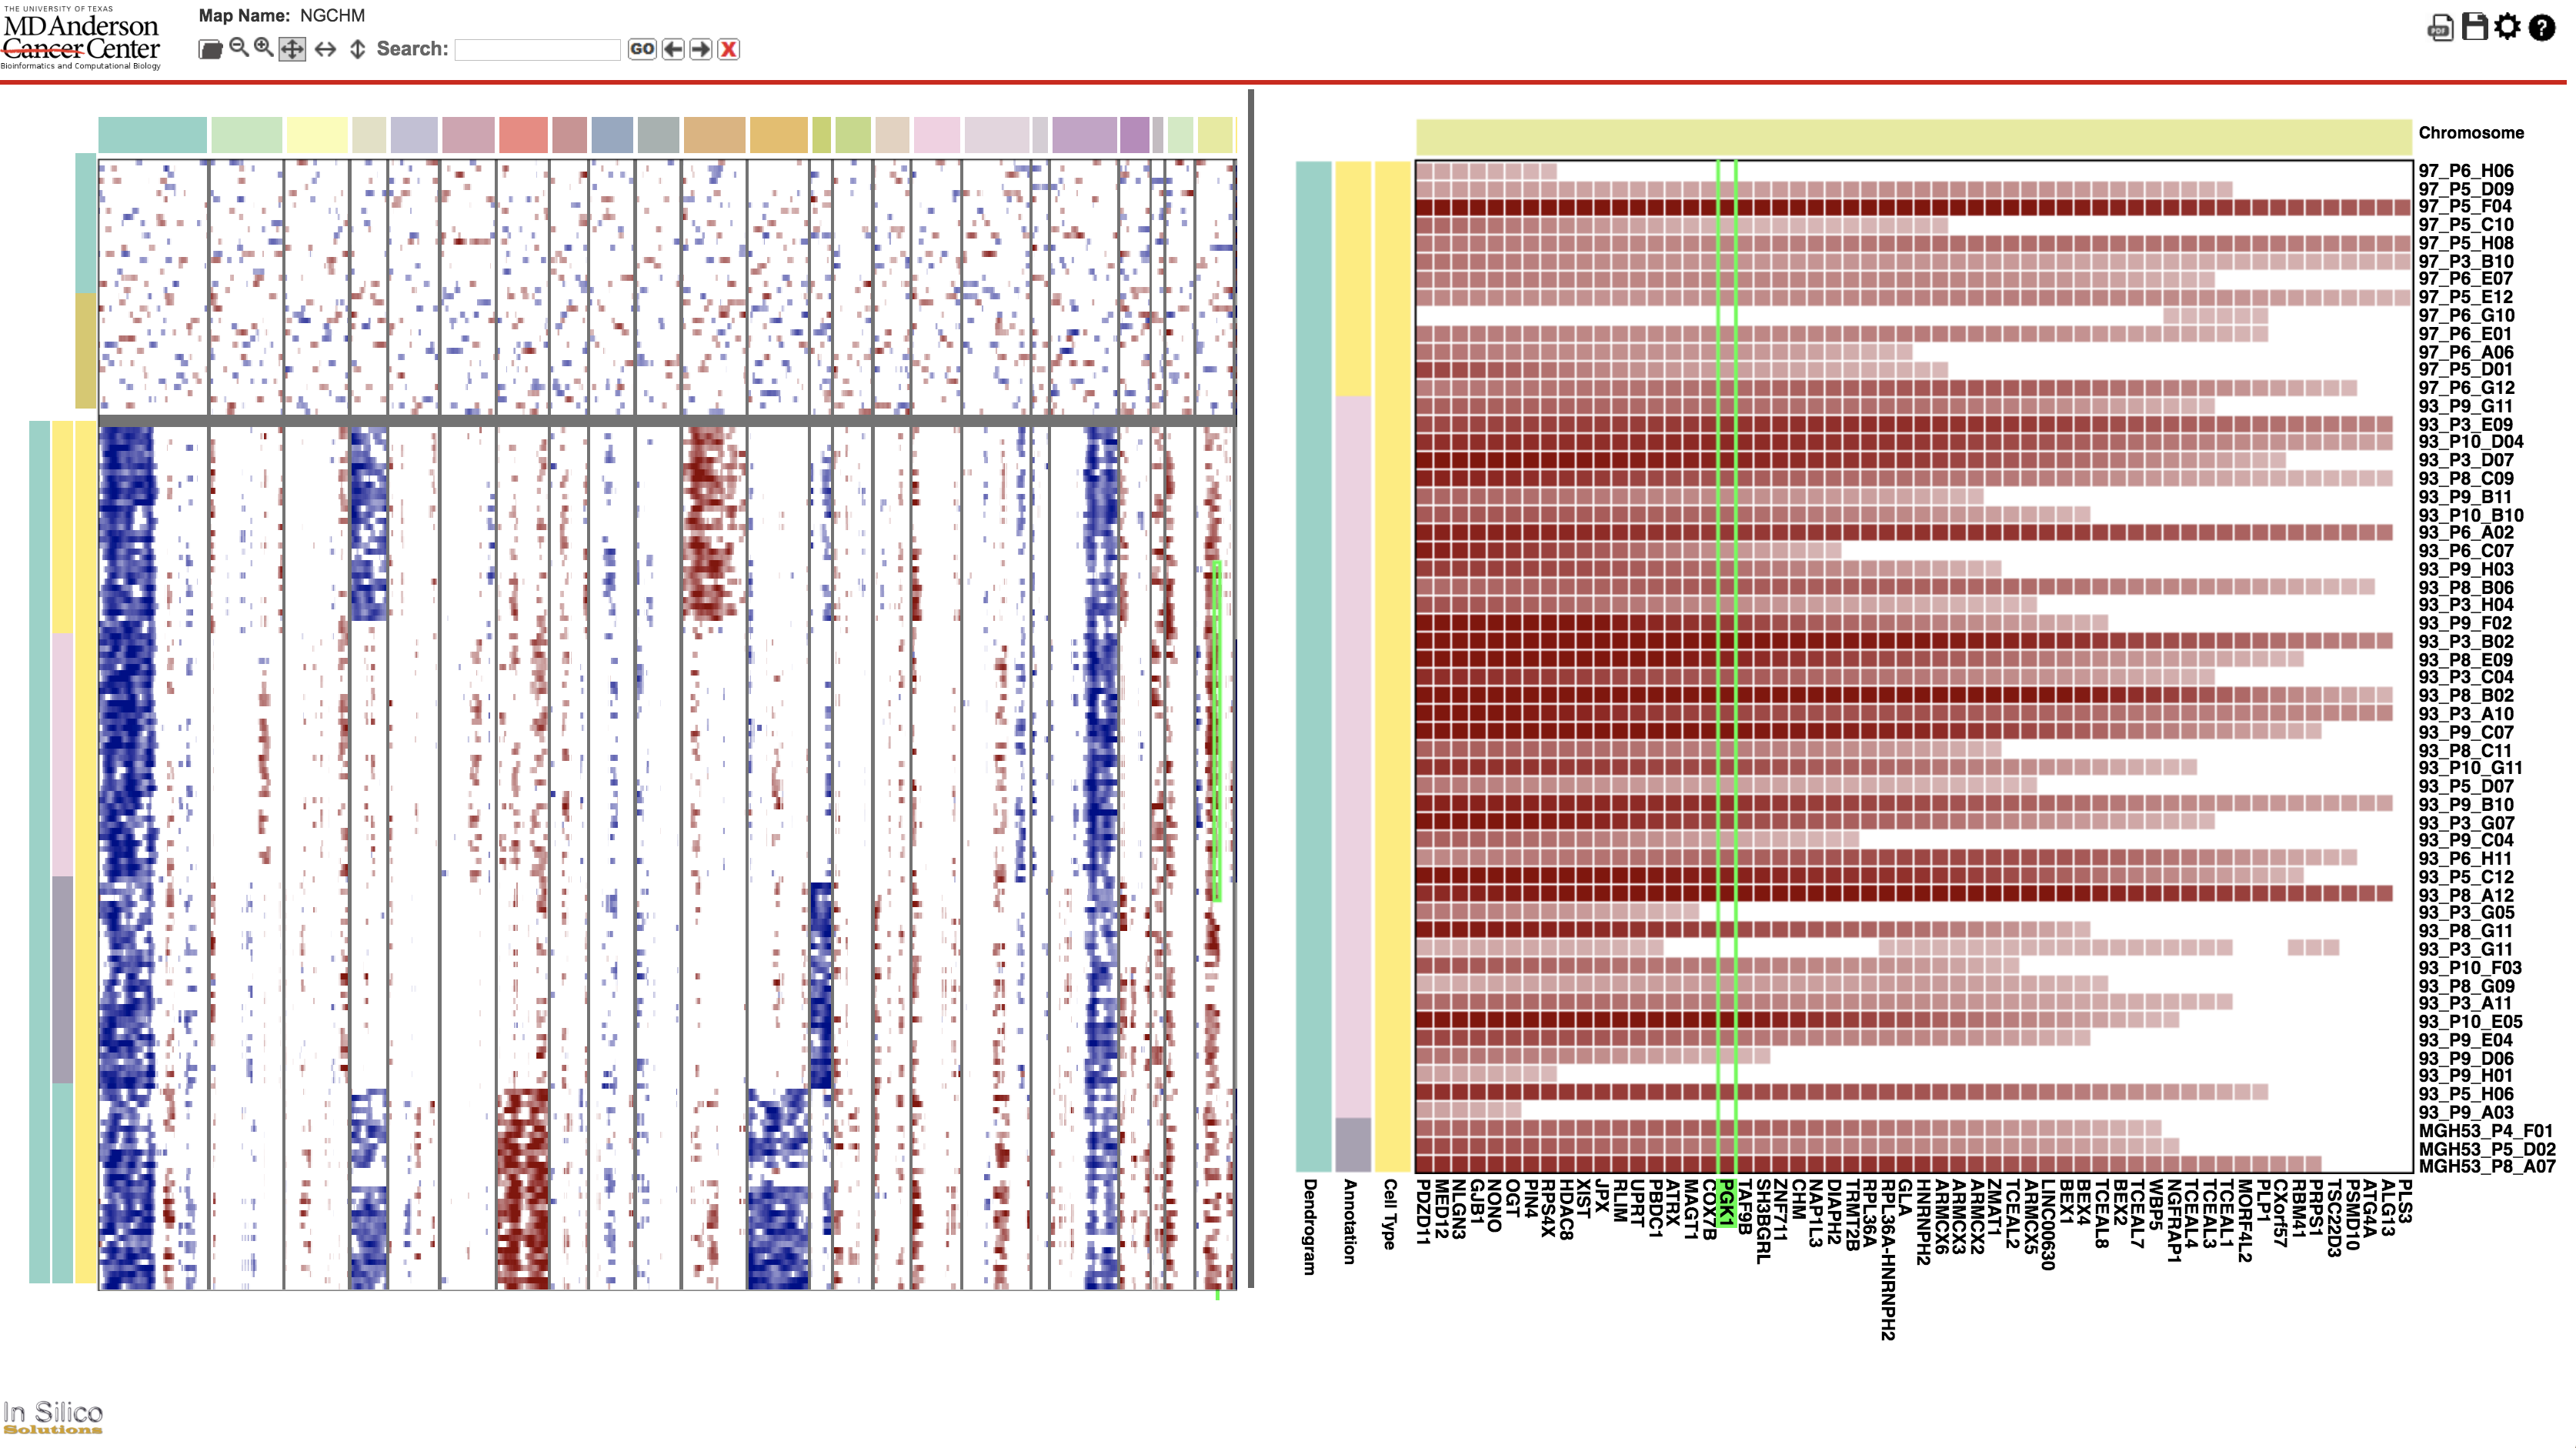 THE UNIVERSITY OF TEXAS
MD Anderson
Cancer Center
Bioinformatics and Computational Biology
Map Name: NGCHM
Search:
GO
X
PDF
?
Chromosome
97_P6_H06
97_P5_D09
97_P5_F04
97_P5_C10
97_P5_H08
97_P3_B10
97_P6_E07
97_P5_E12
97_P6_G10
97_P6_E01
97_P6_A06
97_P5_D01
97_P6_G12
93_P9_G11
93_P3_E09
93_P10_D04
93_P3_D07
93_P8_C09
93_P9_B11
93_P10_B10
93_P6_A02
93_P6_C07
93_P9_H03
93_P8_B06
93_P3_H04
93_P9_F02
93_P3_B02
93_P8_E09
93_P3_C04
93_P8_B02
93_P3_A10
93_P9_C07
93_P8_C11
93_P10_G11
93_P5_D07
93_P9_B10
93_P3_G07
93_P9_C04
93_P6_H11
93_P5_C12
93_P8_A12
93_P3_G05
93_P8_G11
93_P3_G11
93_P10_F03
93_P8_G09
93_P3_A11
93_P10_E05
93_P9_E04
93_P9_D06
93_P9_H01
93_P5_H06
93_P9_A03
MGH53_P4_F01
MGH53_P5_D02
MGH53_P8_A07
Dendrogram
Annotation
Cell Type
PDZD11
MED12
NLGN3
GJB1
NONO
OGT
PIN4
RPS4X
HDAC8
XIST
JPX
RLIM
UPRT
PBDC1
ATRX
MAGT1
COX7B
PGK1
TAF9B
SH3BGRL
ZNF711
CHM
NAP1L3
DIAPH2
TRMT2B
RPL36A
RPL36A-HNRNPH2
GLA
HNRNPH2
ARMCX6
ARMCX3
ARMCX2
ZMAT1
TCEAL2
ARMCX5
LINC00630
BEX1
BEX4
TCEAL8
BEX2
TCEAL7
WBP5
NGFRAP1
TCEAL4
TCEAL3
TCEAL1
MORF4L2
PLP1
CXorf57
RBM41
PRPS1
TSC22D3
PSMD10
ATG4A
ALG13
PLS3
In Silico
Solutions